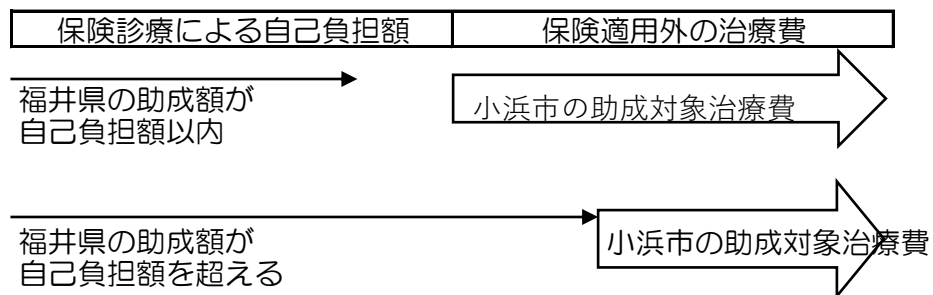 保険診療による自己負担額
保険適用外の治療費
福井県の助成額が
自己負担額以内
小浜市の助成対象治療費
福井県の助成額が
自己負担額を超える
小浜市の助成対象治療費